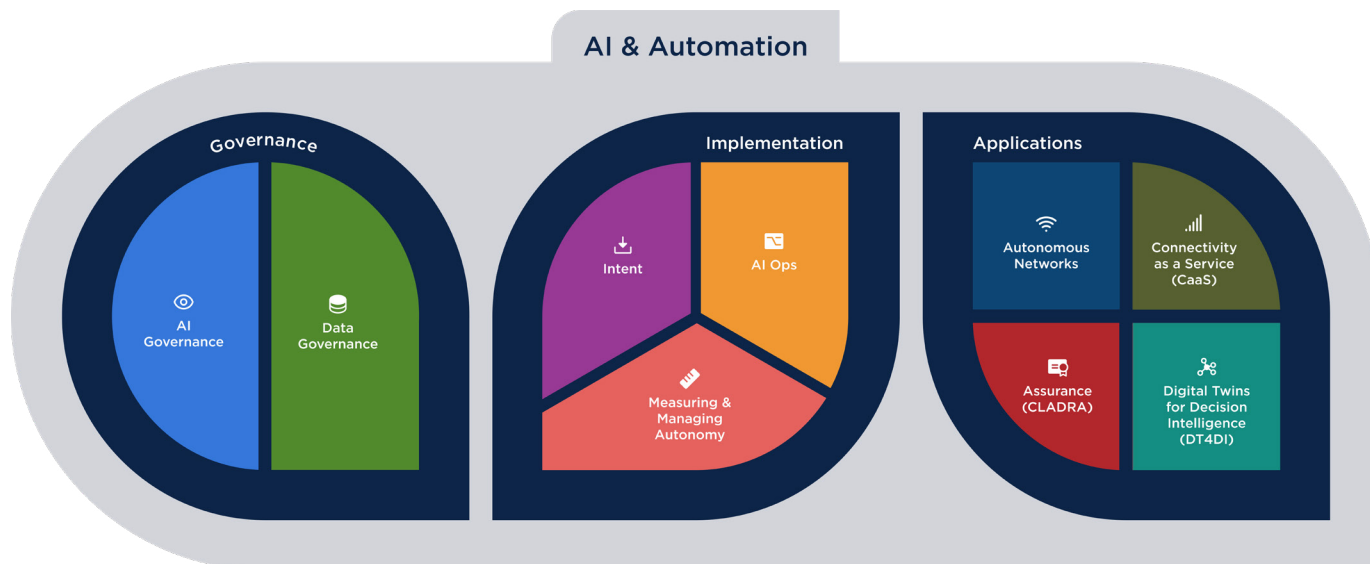 AI & Automation
Governance
AI
Governance
Data
Governance
Implementation
Intent
AI Ops
Measuring &
Managing
Autonomy
Applications
Autonomous
Networks
Connectivity
as a Service
(CaaS)
Assurance
(CLADRA)
Digital Twins
for Decision
Intelligence
(DT4DI)